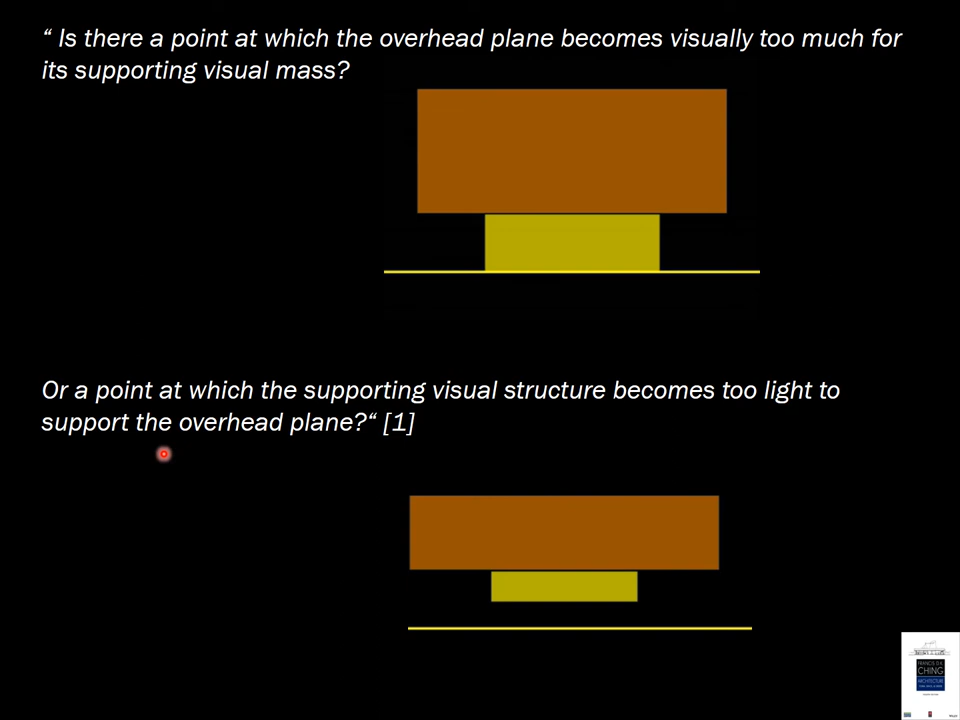 “ Is there a point at which the overhead plane becomes visually too much for
its supporting visual mass?
Or a point at which the supporting visual structure becomes too light to
support the overhead plane?“ [1]
FRANCIS D.K.
CHING
ARCHITECTURE